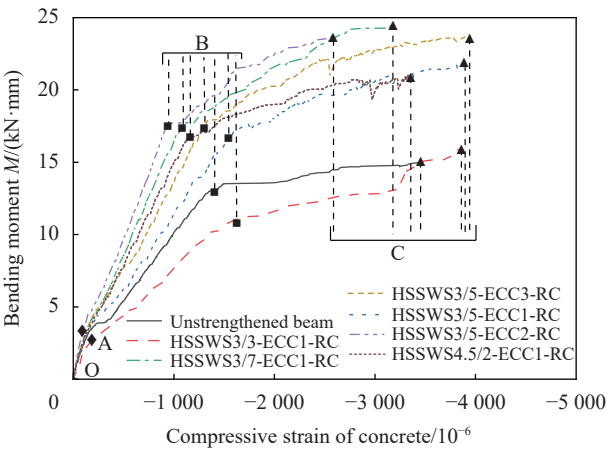 25
20
15
10
5
0
Bending moment M/(kN·mm)
B
C
A
O
Unstrengthened beam
HSSWS3/3-ECC1-RC
HSSWS3/7-ECC1-RC
HSSWS3/5-ECC3-RC
HSSWS3/5-ECC1-RC
HSSWS3/5-ECC2-RC
HSSWS4.5/2-ECC1-RC
−1 000 −2 000 −3 000 −4 000 −5 000
Compressive strain of concrete/10⁻⁶